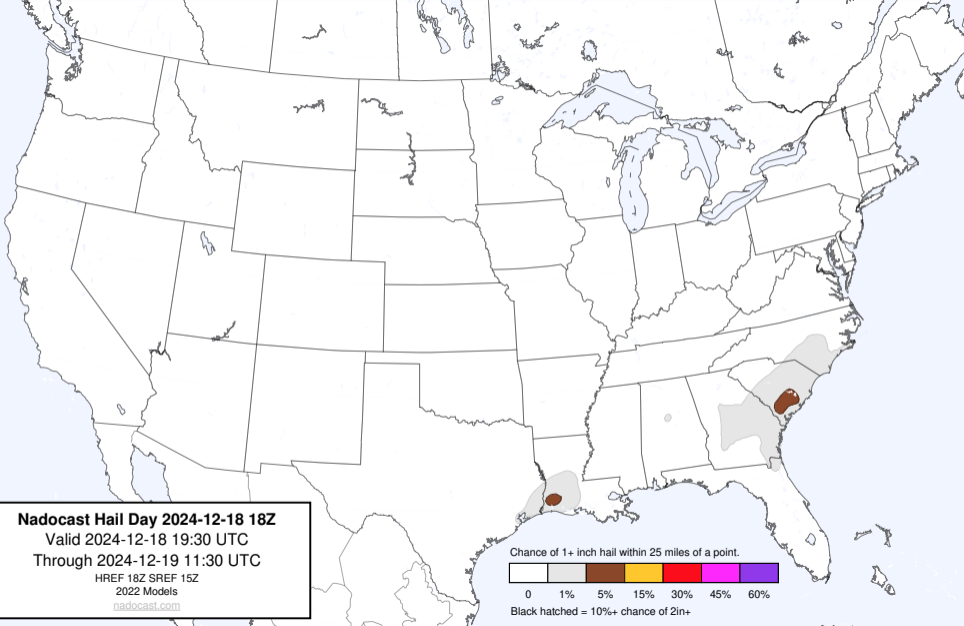 Nadocast Hail Day 2024-12-18 18Z
Valid 2024-12-18 19:30 UTC
Through 2024-12-19 11:30 UTC
HREF 18Z SREF 15Z
2022 Models
nadocast.com
Chance of 1+ inch hail within 25 miles of a point.
0 1% 5% 15% 30% 45% 60%
Black hatched = 10%+ chance of 2in+